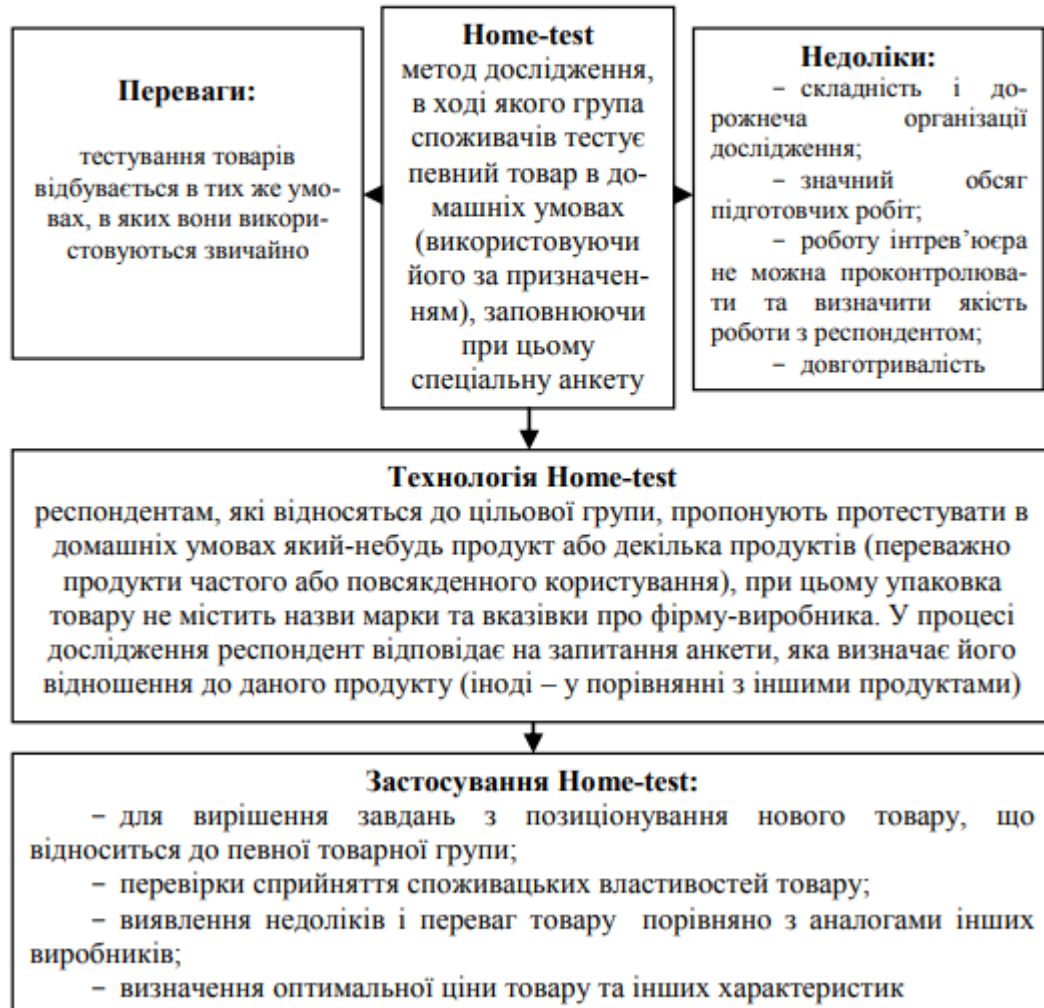 Переваги:
тестування товарів
відбувається в тих же умо-
вах, в яких вони викори-
стовуються звичайно
Home-test
метод дослідження,
в ході якого група
споживачів тестує
певний товар в до-
машніх умовах
(використовуючи
його за призначен-
ням), заповнюючи
при цьому
спеціальну анкету
Недоліки:
− складність і до-
рожнеча організації
дослідження;
− значний обсяг
підготовчих робіт;
− роботу інтрев’юєра
не можна проконтролюва-
ти та визначити якість
роботи з респондентом;
− довготривалість
Технологія Home-test
респондентам, які відносяться до цільової групи, пропонують протестувати в
домашніх умовах який-небудь продукт або декілька продуктів (переважно
продукти частого або повсякденного користування), при цьому упаковка
товару не містить назви марки та вказівки про фірму-виробника. У процесі
дослідження респондент відповідає на запитання анкети, яка визначає його
відношення до даного продукту (іноді – у порівнянні з іншими продуктами)
Застосування Home-test:
− для вирішення завдань з позиціонування нового товару, що
відноситься до певної товарної групи;
− перевірки сприйняття споживацьких властивостей товару;
− виявлення недоліків і переваг товару порівняно з аналогами інших
виробників;
− визначення оптимальної ціни товару та інших характеристик